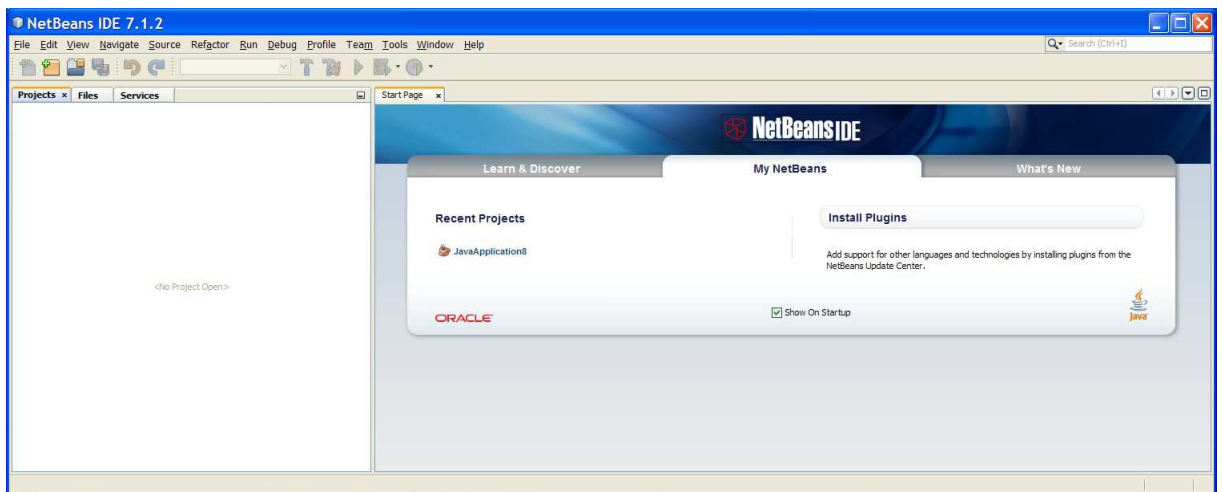 NetBeans IDE 7.1.2
File Edit View Navigate Source Refactor Run Debug Profile Team Tools Window Help
Search (Ctrl+I)
Projects Files Services
Start Page
NetBeans IDE
Learn & Discover
My NetBeans
What's New
Recent Projects
Install Plugins
JavaApplication8
Add support for other languages and technologies by installing plugins from the
NetBeans Update Center.
<No Project Open>
Show On Startup
ORACLE
Java